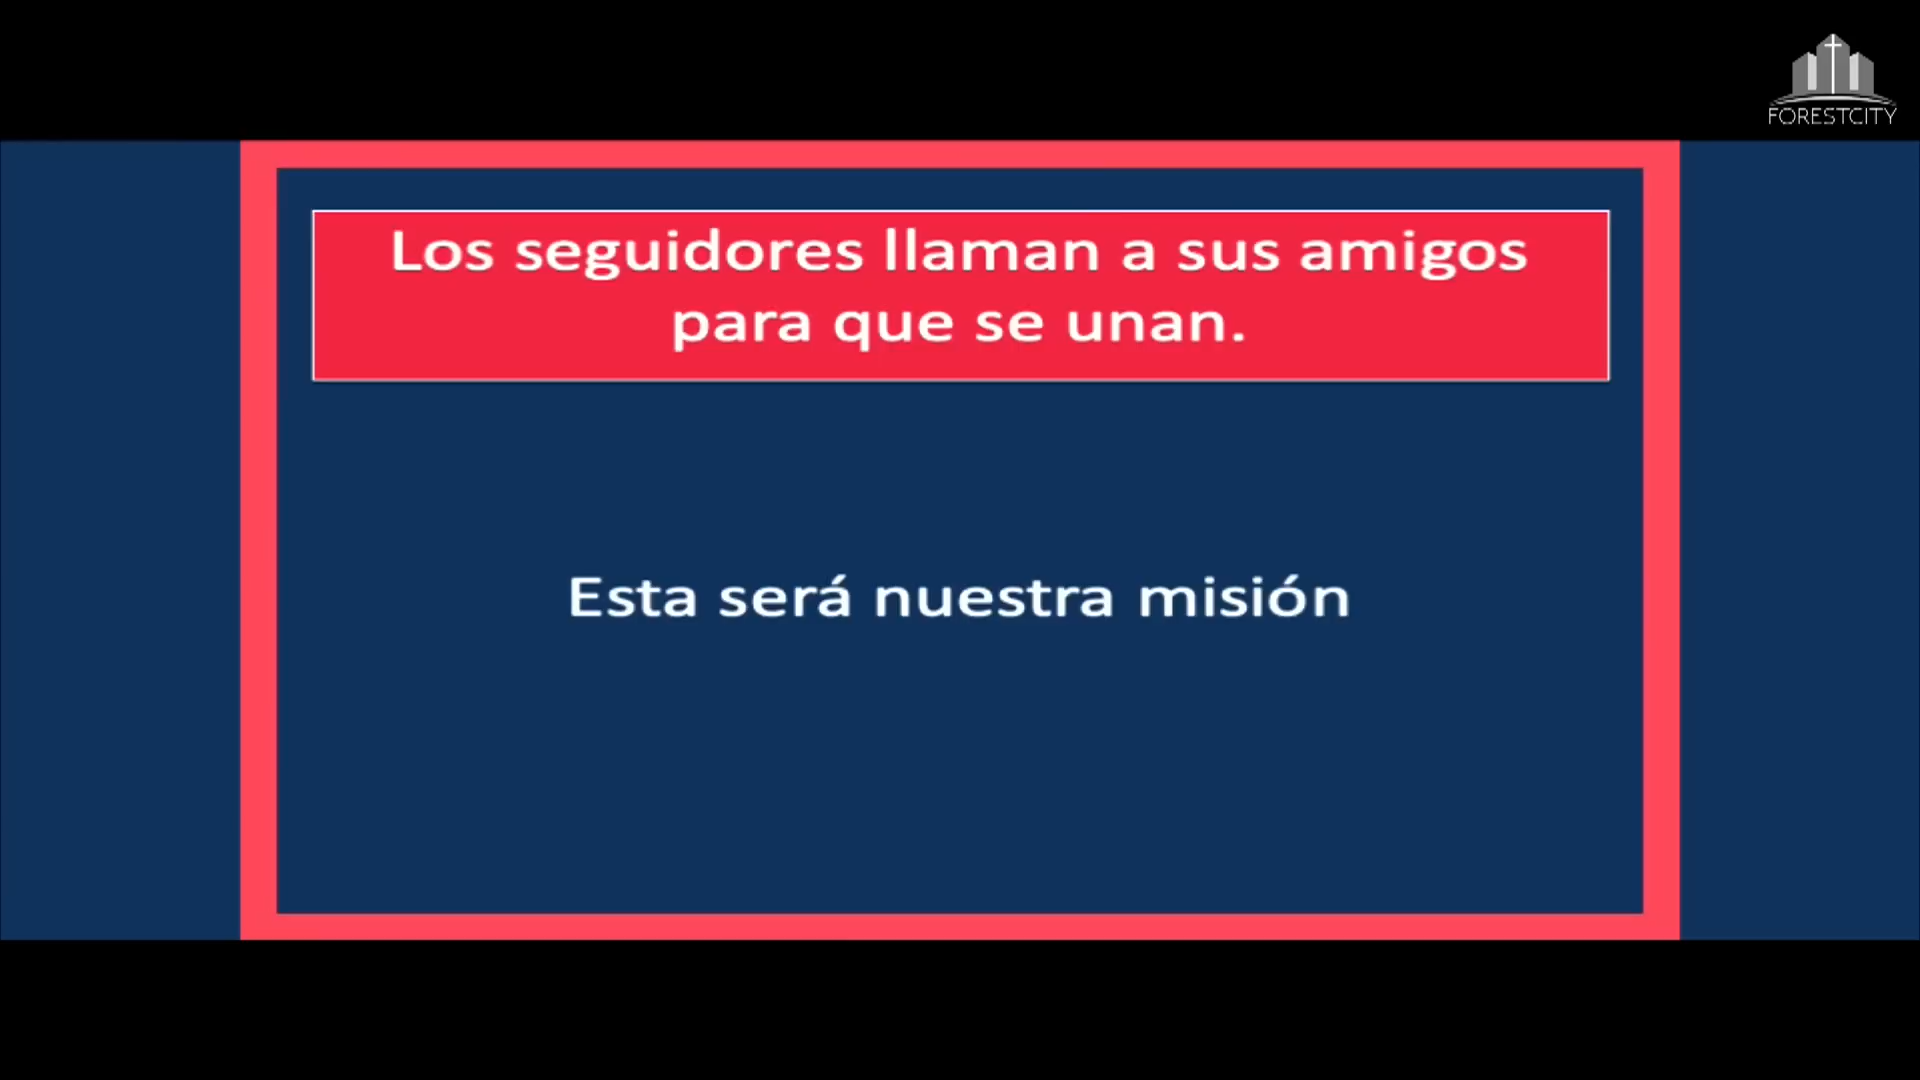 FORESTCITY
Los seguidores llaman a sus amigos
para que se unan.
Esta será nuestra misión